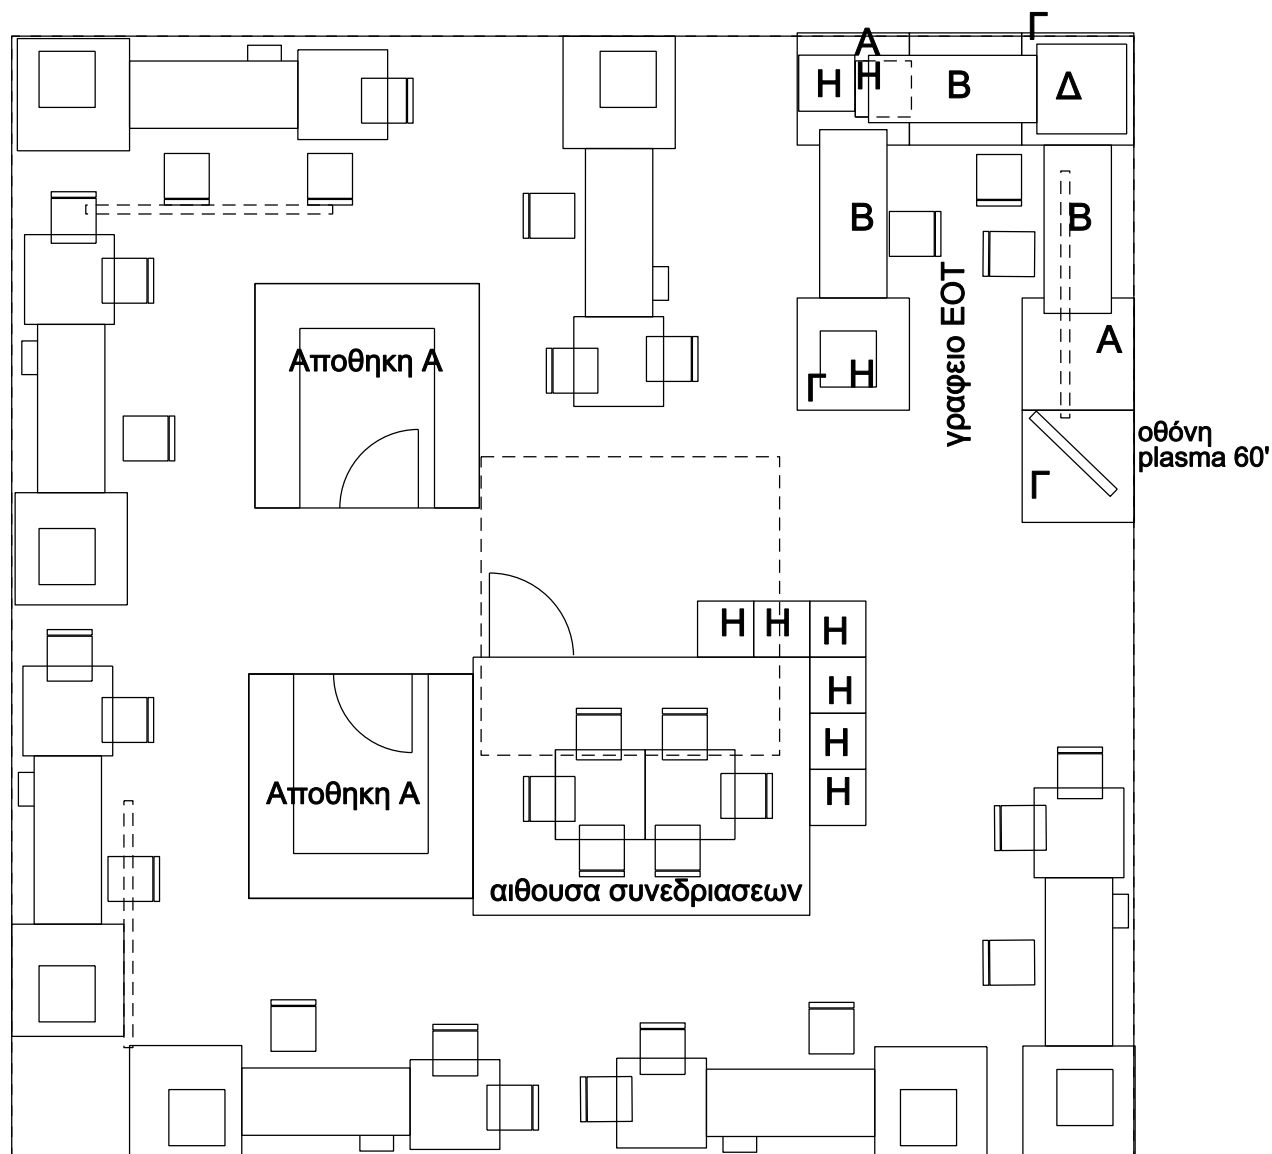 Γ
Α
Η
Η
Β
Δ
Β
Β
γραφειο ΕΟΤ
Α
Αποθηκη Α
Γ
Η
οθόνη
plasma 60'
Γ
Η
Η
Η
Η
Η
Η
Αποθηκη Α
αιθουσα συνεδριασεων